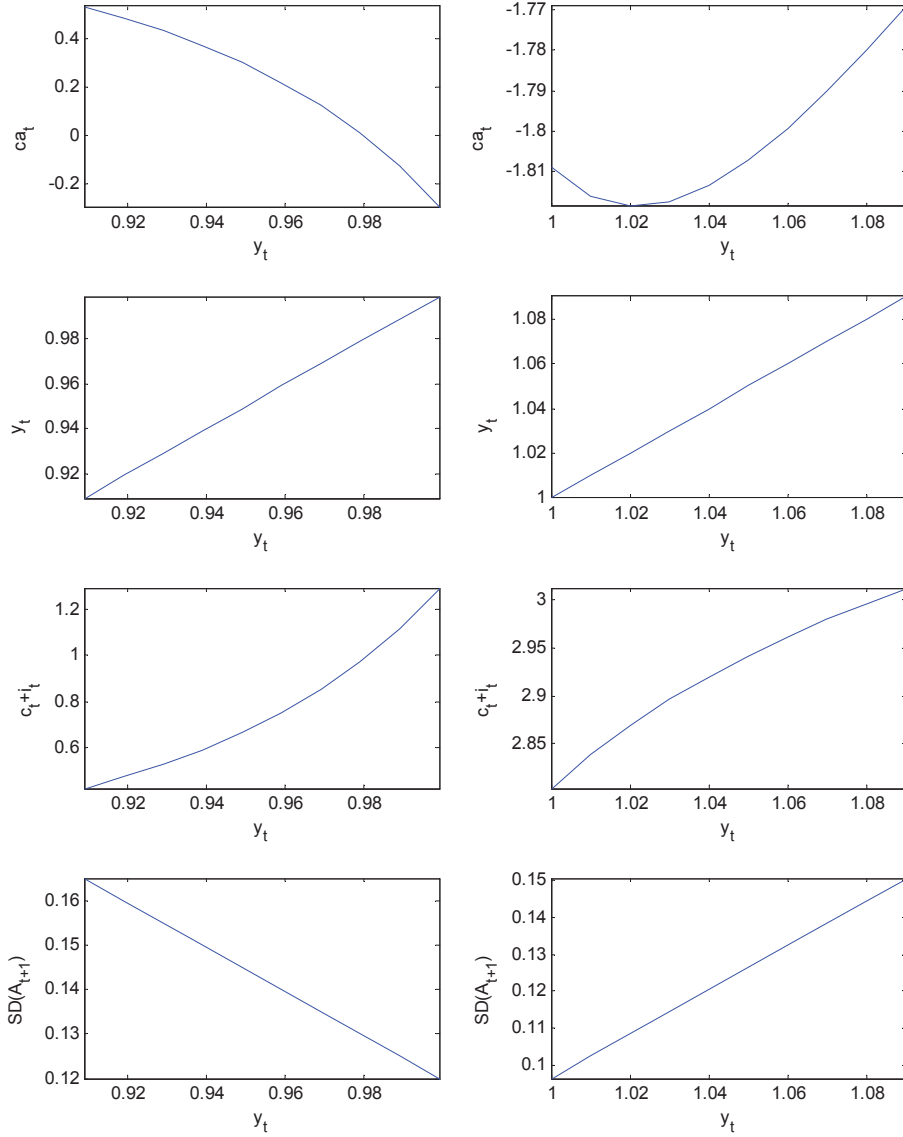 0.4
0.2
0
-0.2
ca_t
0.92 0.94 0.96 0.98
y_t
-1.77
-1.78
-1.79
-1.8
-1.81
ca_t
1 1.02 1.04 1.06 1.08
y_t
0.98
0.96
0.94
0.92
y_t
0.92 0.94 0.96 0.98
y_t
1.08
1.06
1.04
1.02
1
y_t
1 1.02 1.04 1.06 1.08
y_t
1.2
1
0.8
0.6
c_t+i_t
0.92 0.94 0.96 0.98
y_t
3
2.95
2.9
2.85
c_t+i_t
1 1.02 1.04 1.06 1.08
y_t
0.16
0.15
0.14
0.13
0.12
SD(A_{t+1})
0.92 0.94 0.96 0.98
y_t
0.15
0.14
0.13
0.12
0.11
0.1
SD(A_{t+1})
1 1.02 1.04 1.06 1.08
y_t